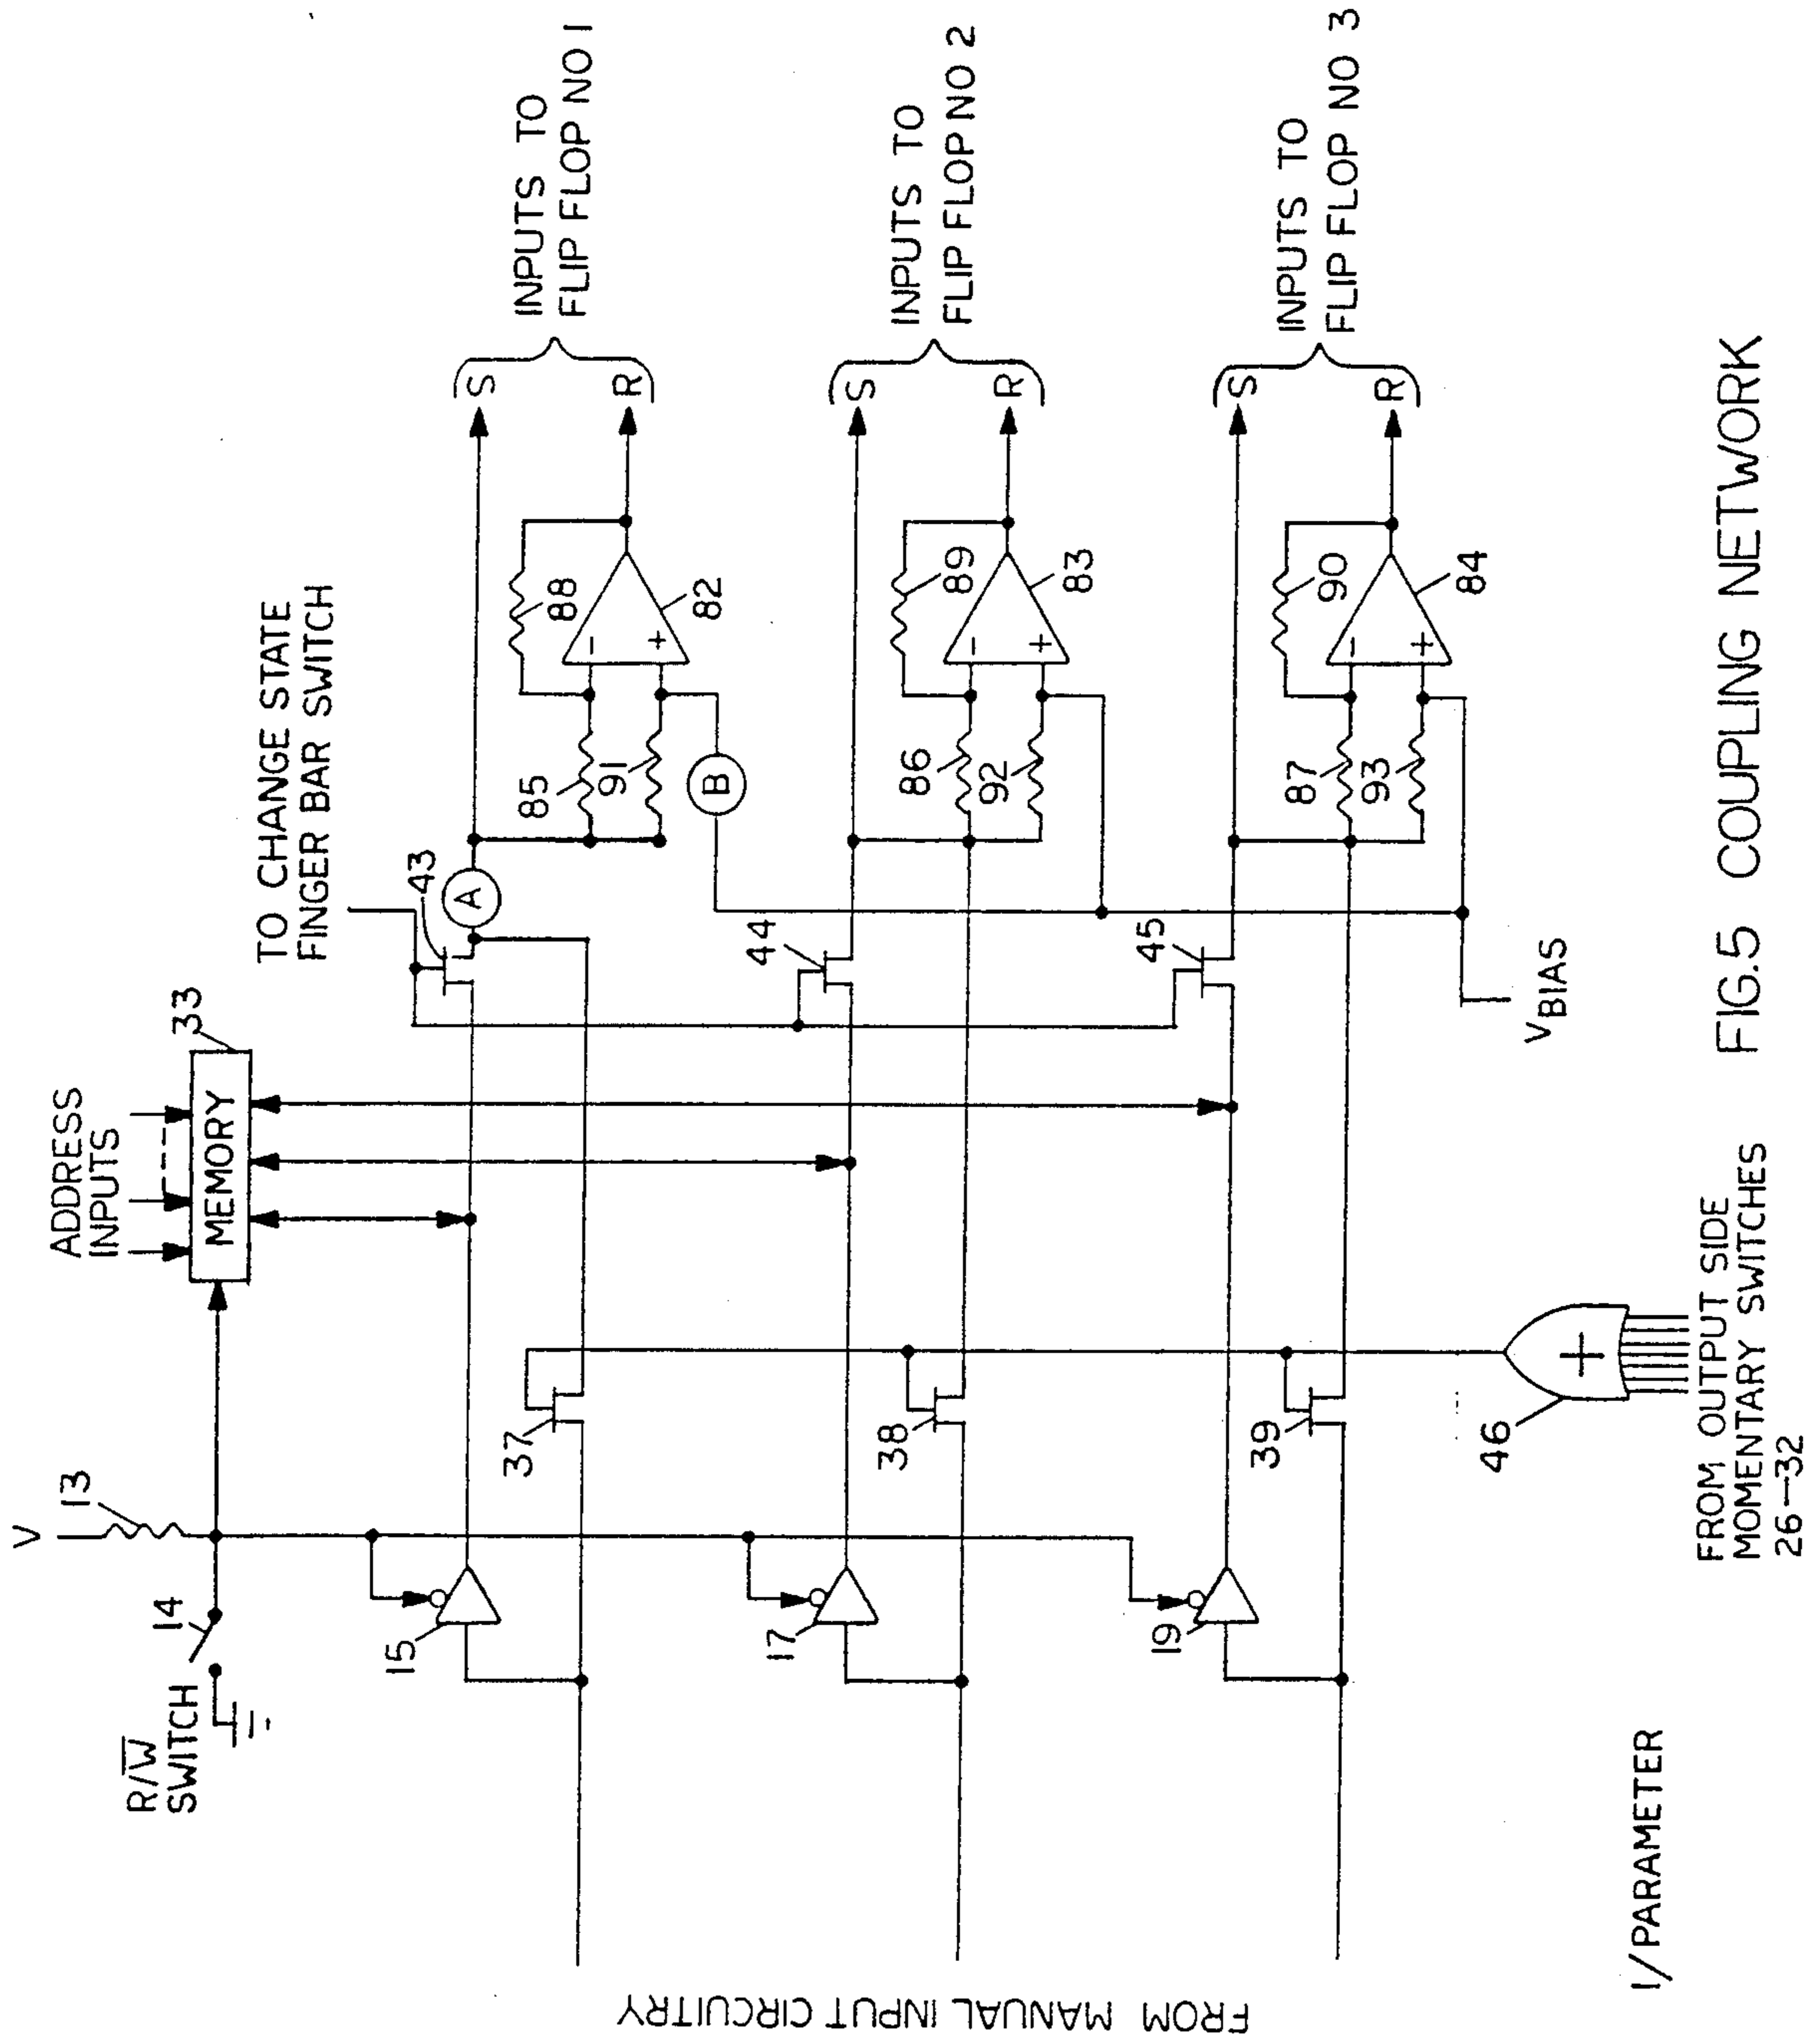 FROM MANUAL INPUT CIRCUITRY
R/W
SWITCH
14
V
13
ADDRESS
INPUTS
MEMORY
33
TO CHANGE STATE
FINGER BAR SWITCH
15
37
43
A
85
91
B
88
-
+
82
S
R
INPUTS TO
FLIP FLOP NO 1
17
38
44
86
92
89
-
+
83
S
R
INPUTS TO
FLIP FLOP NO 2
19
39
45
87
93
90
-
+
84
S
R
INPUTS TO
FLIP FLOP NO 3
46
+
FROM OUTPUT SIDE
MOMENTARY SWITCHES
26-32
VBIAS
1/PARAMETER
FIG.5 COUPLING NETWORK